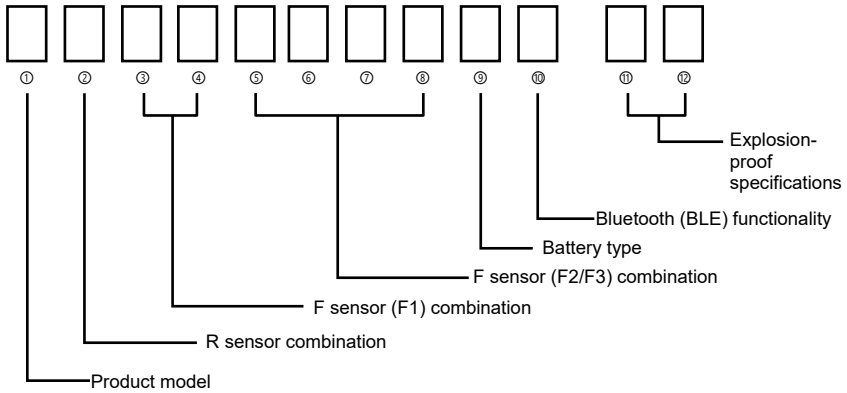 ① ② ③ ④ ⑤ ⑥ ⑦ ⑧ ⑨ ⑩ ⑪ ⑫
Explosion-
proof
specifications
Bluetooth (BLE) functionality
Battery type
F sensor (F2/F3) combination
F sensor (F1) combination
R sensor combination
Product model